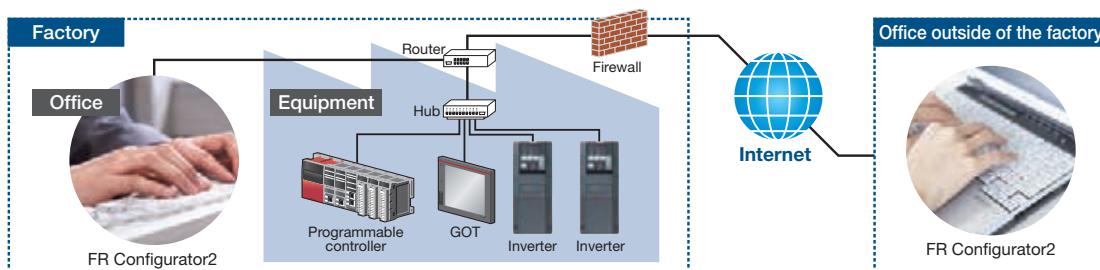 Factory
Office
FR Configurator2
Router
Equipment
Hub
Programmable
controller
GOT
Inverter
Inverter
Firewall
Internet
Office outside of the factory
FR Configurator2